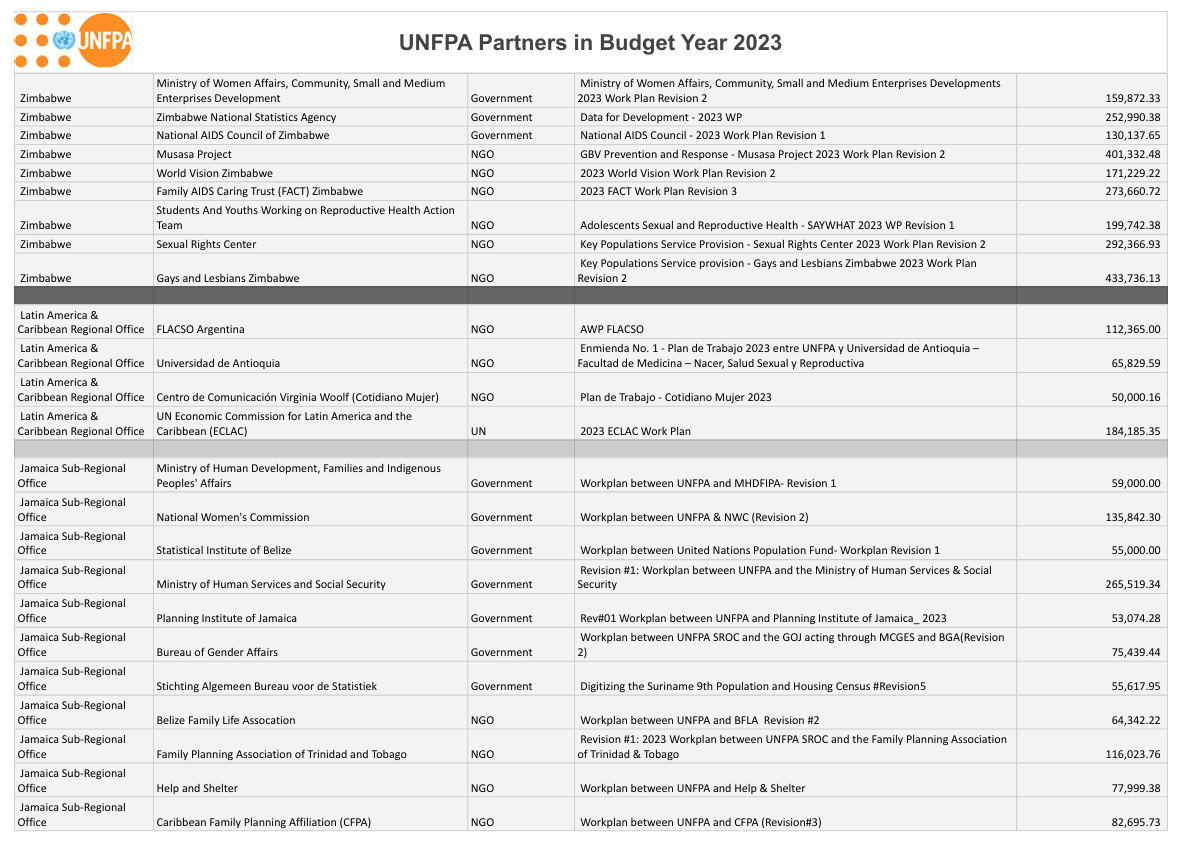 UNFPA
UNFPA Partners in Budget Year 2023
Ministry of Women Affairs, Community, Small and Medium Ministry of Women Affairs, Community, Small and Medium Enterprises Developments
Zimbabwe Enterprises Development Government 2023 Work Plan Revision 2 159,872.33
Zimbabwe Zimbabwe National Statistics Agency Government Data for Development - 2023 WP 252,990.38
Zimbabwe National AIDS Council of Zimbabwe Government National AIDS Council - 2023 Work Plan Revision 1 130,137.65
Zimbabwe Musasa Project NGO GBV Prevention and Response - Musasa Project 2023 Work Plan Revision 2 401,332.48
Zimbabwe World Vision Zimbabwe NGO 2023 World Vision Work Plan Revision 2 171,229.22
Zimbabwe Family AIDS Caring Trust (FACT) Zimbabwe NGO 2023 FACT Work Plan Revision 3 273,660.72
Students And Youths Working on Reproductive Health Action
Zimbabwe Team NGO Adolescents Sexual and Reproductive Health - SAYWHAT 2023 WP Revision 1 199,742.38
Zimbabwe Sexual Rights Center NGO Key Populations Service Provision - Sexual Rights Center 2023 Work Plan Revision 2 292,366.93
Key Populations Service provision - Gays and Lesbians Zimbabwe 2023 Work Plan
Zimbabwe Gays and Lesbians Zimbabwe NGO Revision 2 433,736.13
Latin America &
Caribbean Regional Office FLACSO Argentina NGO AWP FLACSO 112,365.00
Latin America & Enmienda No. 1 - Plan de Trabajo 2023 entre UNFPA y Universidad de Antioquia –
Caribbean Regional Office Universidad de Antioquia NGO Facultad de Medicina – Nacer, Salud Sexual y Reproductiva 65,829.59
Latin America &
Caribbean Regional Office Centro de Comunicación Virginia Woolf (Cotidiano Mujer) NGO Plan de Trabajo - Cotidiano Mujer 2023 50,000.16
Latin America & UN Economic Commission for Latin America and the
Caribbean Regional Office Caribbean (ECLAC) UN 2023 ECLAC Work Plan 184,185.35
Jamaica Sub-Regional Ministry of Human Development, Families and Indigenous
Office Peoples' Affairs Government Workplan between UNFPA and MHDFIPA- Revision 1 59,000.00
Jamaica Sub-Regional
Office National Women's Commission Government Workplan between UNFPA & NWC (Revision 2) 135,842.30
Jamaica Sub-Regional
Office Statistical Institute of Belize Government Workplan between United Nations Population Fund- Workplan Revision 1 55,000.00
Jamaica Sub-Regional Revision #1: Workplan between UNFPA and the Ministry of Human Services & Social
Office Ministry of Human Services and Social Security Government Security 265,519.34
Jamaica Sub-Regional
Office Planning Institute of Jamaica Government Rev#01 Workplan between UNFPA and Planning Institute of Jamaica_ 2023 53,074.28
Jamaica Sub-Regional Workplan between UNFPA SROC and the GOJ acting through MCGES and BGA(Revision
Office Bureau of Gender Affairs Government 2) 75,439.44
Jamaica Sub-Regional
Office Stichting Algemeen Bureau voor de Statistiek Government Digitizing the Suriname 9th Population and Housing Census #Revision5 55,617.95
Jamaica Sub-Regional
Office Belize Family Life Assocation NGO Workplan between UNFPA and BFLA Revision #2 64,342.22
Jamaica Sub-Regional Revision #1: 2023 Workplan between UNFPA SROC and the Family Planning Association
Office Family Planning Association of Trinidad and Tobago NGO of Trinidad & Tobago 116,023.76
Jamaica Sub-Regional
Office Help and Shelter NGO Workplan between UNFPA and Help & Shelter 77,999.38
Jamaica Sub-Regional
Office Caribbean Family Planning Affiliation (CFPA) NGO Workplan between UNFPA and CFPA (Revision#3) 82,695.73